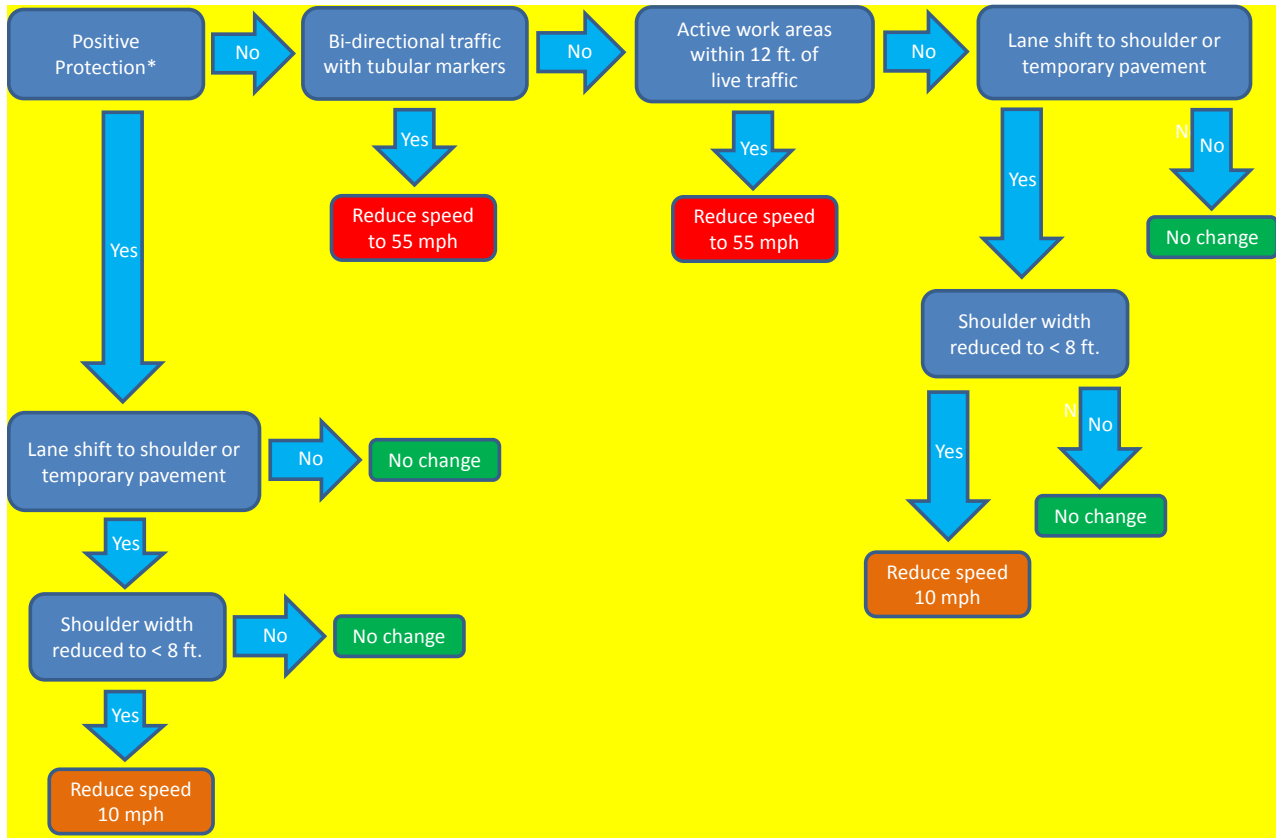 Positive
Protection*
No
Bi-directional traffic
with tubular markers
No
Active work areas
within 12 ft. of
live traffic
No
Lane shift to shoulder or
temporary pavement
Yes
Yes
Reduce speed
to 55 mph
Yes
Reduce speed
to 55 mph
Yes
N
No
No change
Shoulder width
reduced to < 8 ft.
Yes
N
No
No change
Reduce speed
10 mph
Lane shift to shoulder or
temporary pavement
No
No change
Yes
Shoulder width
reduced to < 8 ft.
No
No change
Yes
Reduce speed
10 mph